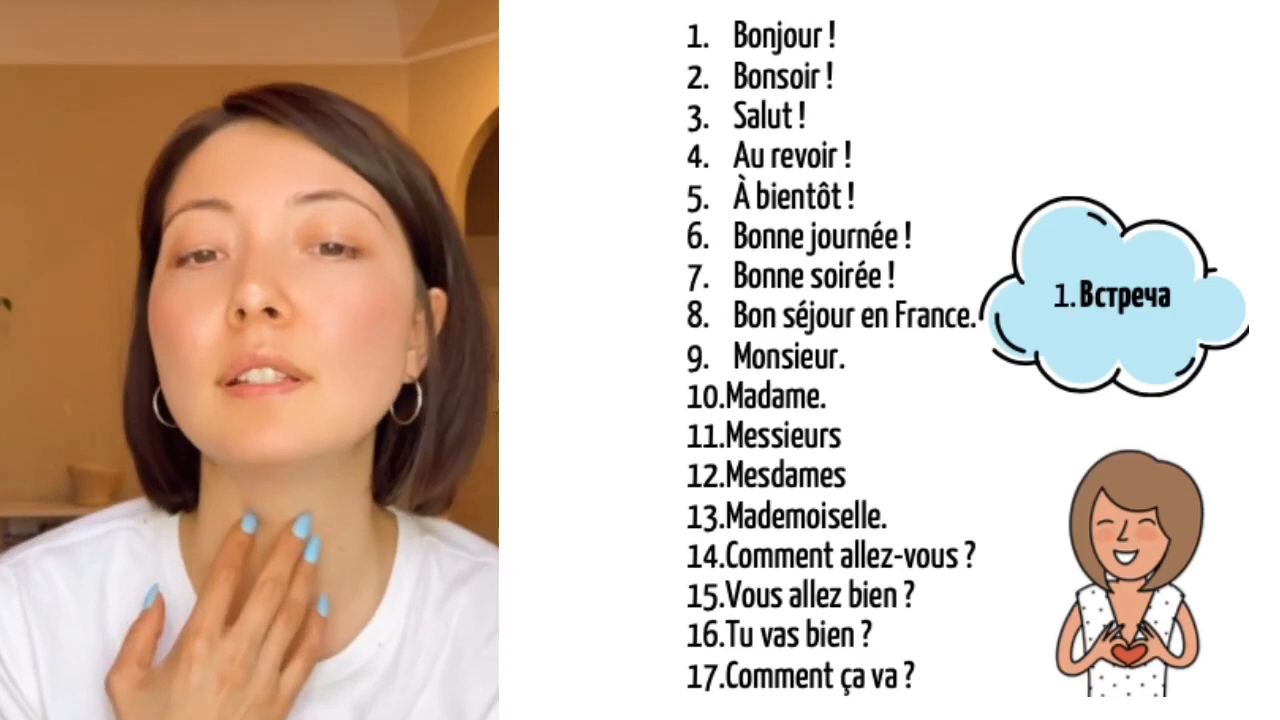 1. Bonjour !
2. Bonsoir !
3. Salut !
4. Au revoir !
5. À bientôt !
6. Bonne journée !
7. Bonne soirée !
8. Bon séjour en France.
9. Monsieur.
10.Madame.
11.Messieurs
12.Mesdames
13.Mademoiselle.
14.Comment allez-vous ?
15.Vous allez bien ?
16.Tu vas bien ?
17.Comment ça va ?
1. Встреча